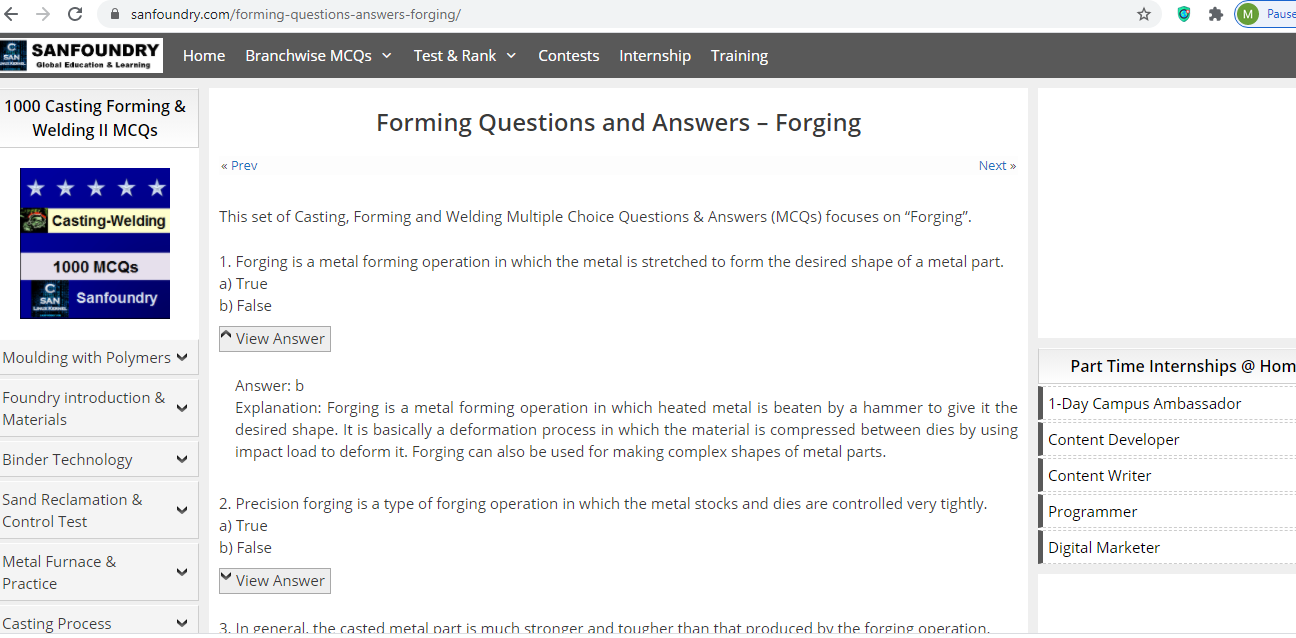 sanfoundry.com/forming-questions-answers-forging/
M
Pause
C
SAN
SANFOUNDRY
Global Education & Learning
Home
Branchwise MCQs
Test & Rank
Contests
Internship
Training
1000 Casting Forming &
Welding II MCQs
Casting-Welding
1000 MCQs
C
SAN
Sanfoundry
Moulding with Polymers
Foundry introduction &
Materials
Binder Technology
Sand Reclamation &
Control Test
Metal Furnace &
Practice
Casting Process
Forming Questions and Answers – Forging
« Prev
Next »
This set of Casting, Forming and Welding Multiple Choice Questions & Answers (MCQs) focuses on “Forging”.
1. Forging is a metal forming operation in which the metal is stretched to form the desired shape of a metal part.
a) True
b) False
View Answer
Answer: b
Explanation: Forging is a metal forming operation in which heated metal is beaten by a hammer to give it the
desired shape. It is basically a deformation process in which the material is compressed between dies by using
impact load to deform it. Forging can also be used for making complex shapes of metal parts.
2. Precision forging is a type of forging operation in which the metal stocks and dies are controlled very tightly.
a) True
b) False
View Answer
3. In general, the casted metal part is much stronger and tougher than that produced by the forging operation.
Part Time Internships @ Hom
1-Day Campus Ambassador
Content Developer
Content Writer
Programmer
Digital Marketer